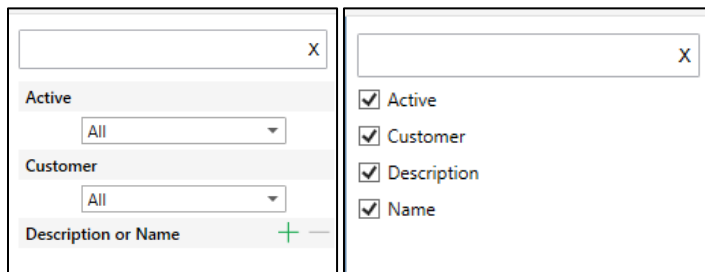 X
Active
All
Customer
All
Description or Name
X
Active
Customer
Description
Name